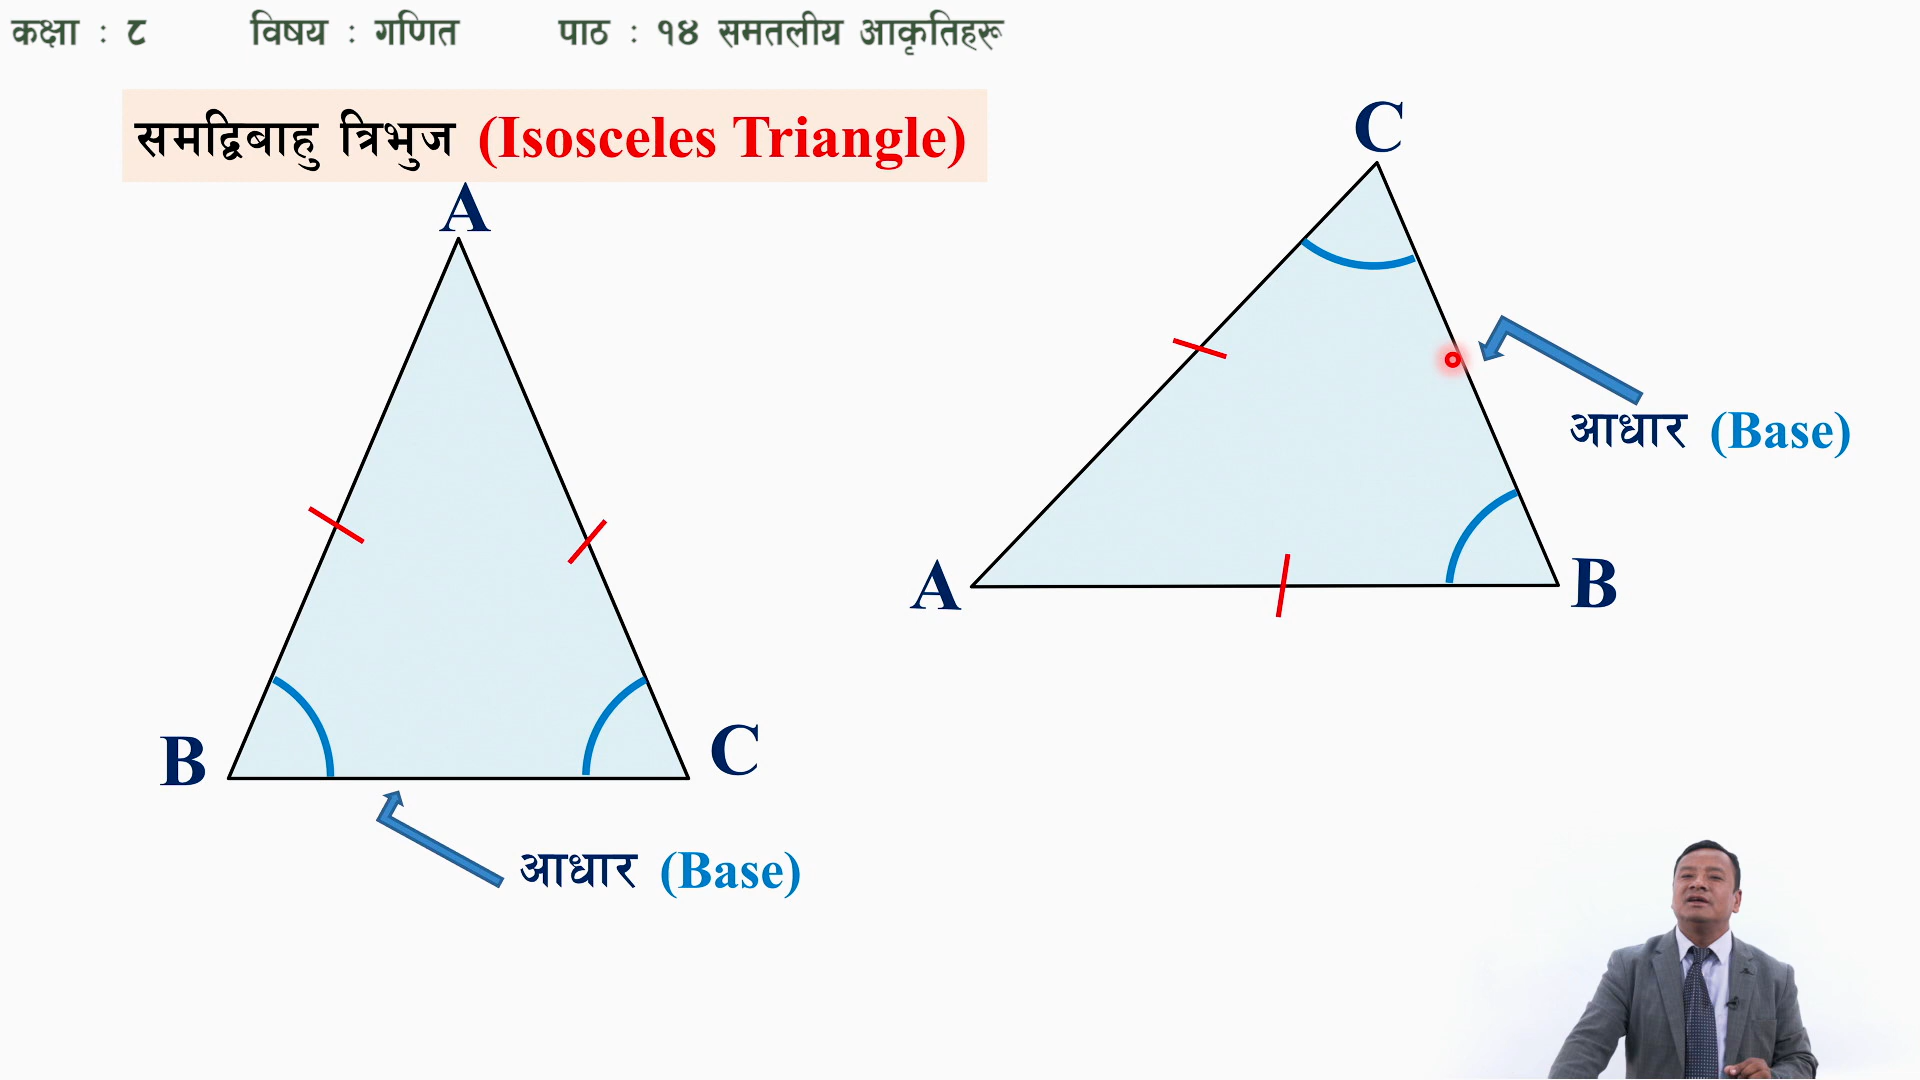 कक्षा : ८ विषय : गणित पाठ : १४ समतलीय आकृतिहरू
समद्विबाहु त्रिभुज (Isosceles Triangle)
A
B
C
आधार (Base)
C
A
B
आधार (Base)